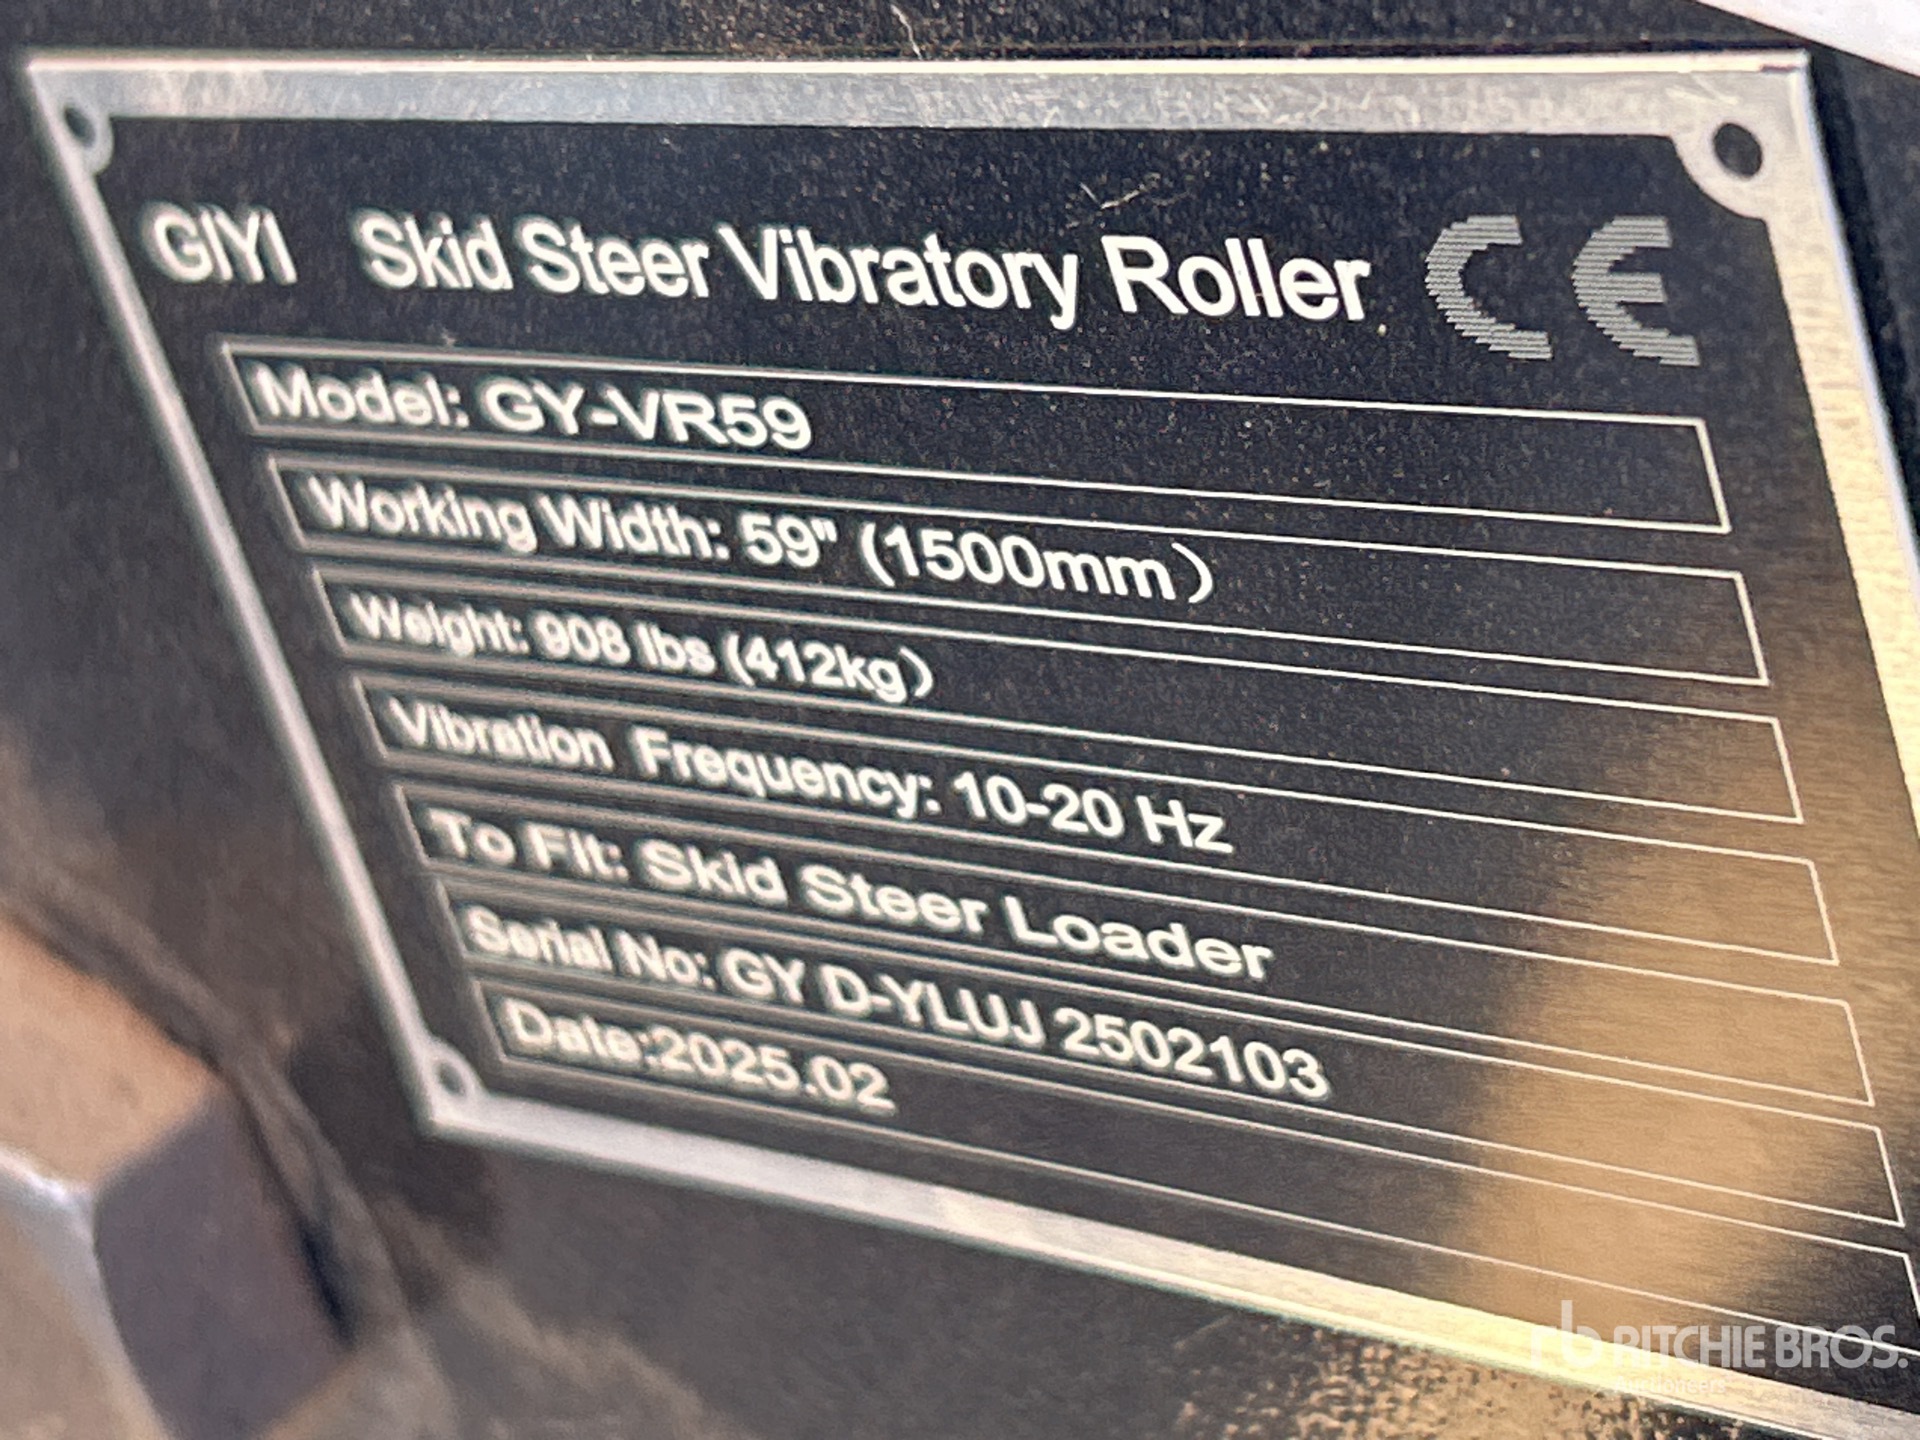 GIYI Skid Steer Vibratory Roller CE
Model: GY-VR59
Working Width: 59" (1500mm)
Weight: 908 lbs (412kg)
Vibration Frequency: 10-20 Hz
To Fit: Skid Steer Loader
Serial No: GY D-YLUJ 2502103
Date:2025.02
rb RITCHIE BROS.